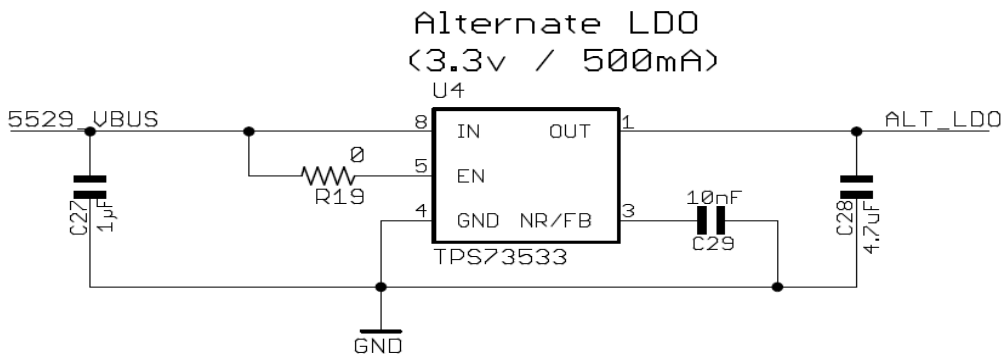 Alternate LDO
(3.3v / 500mA)
U4
5529_VBUS
8
IN
OUT
1
ALT_LDO
0
R19
5
EN
C27
1µF
4
GND
NR/FB
3
10nF
C29
C28
4.7uF
TPS73533
GND